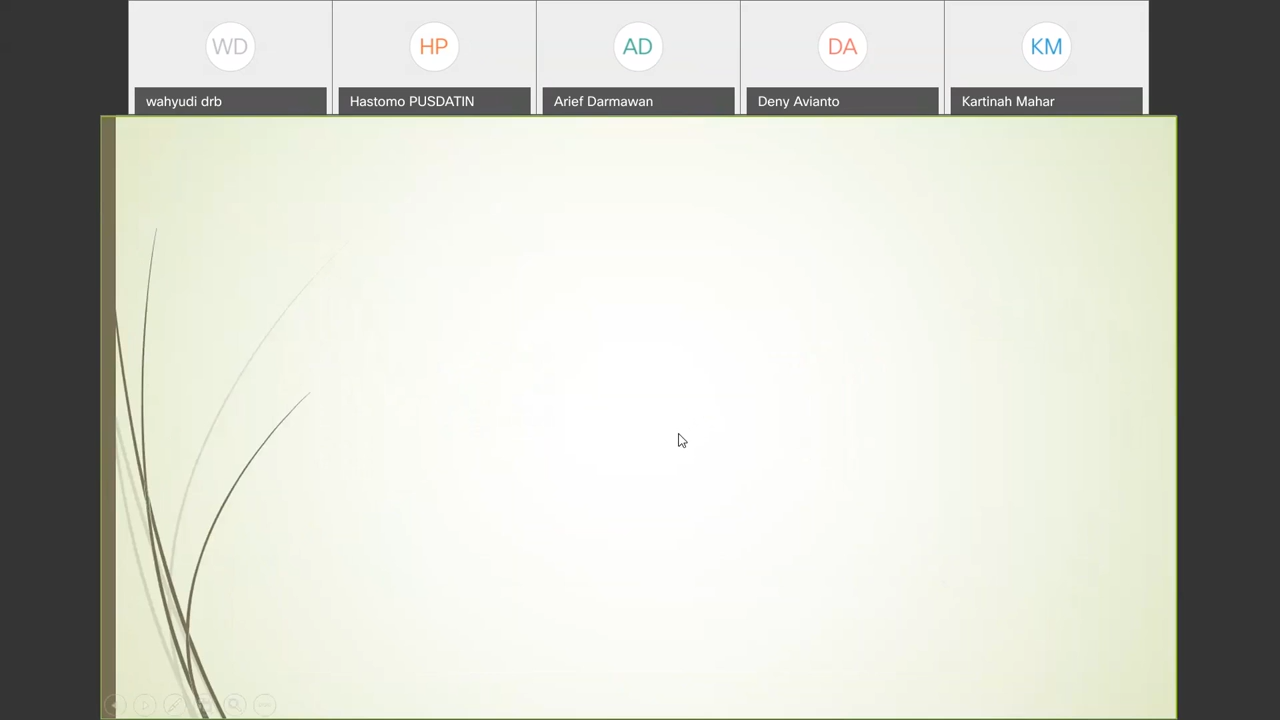 WD
HP
AD
DA
KM
wahyudi drb
Hastomo PUSDATIN
Arief Darmawan
Deny Avianto
Kartinah Mahar